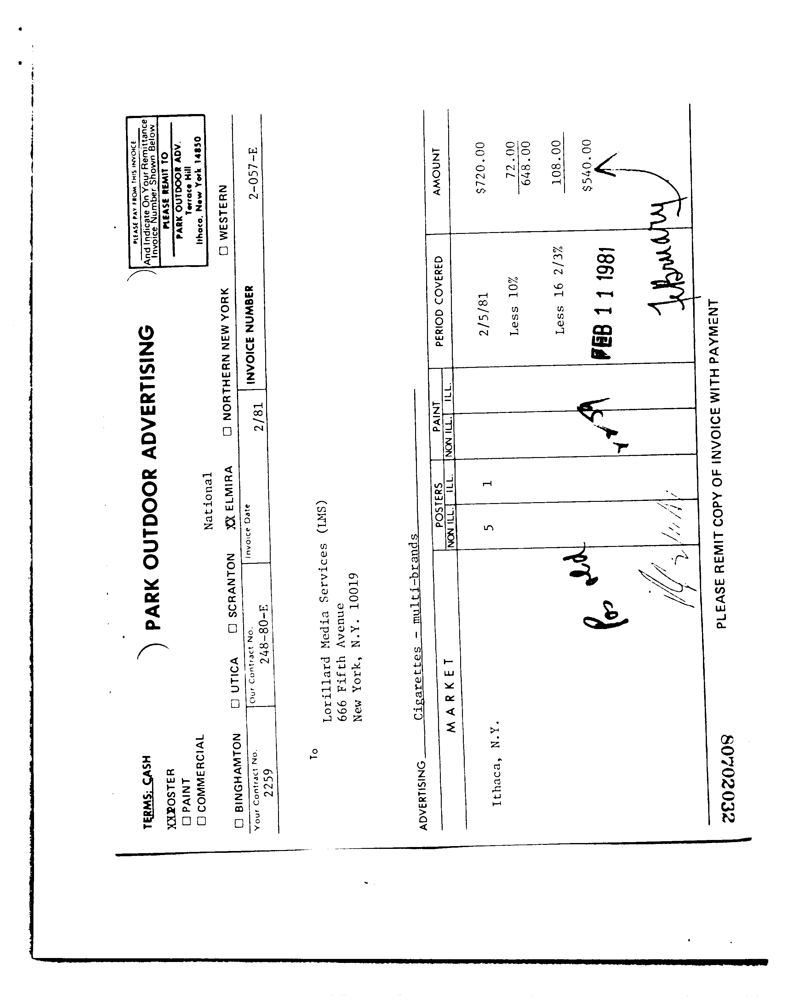 PLEASE PAY FROM THIS INVOICE
And Indicate On Your Remittance
Invoice Number Shown Below
PLEASE REMIT TO
PARK OUTDOOR ADV.
Terrace Hill
Ithaca, New York 14850
PARK OUTDOOR ADVERTISING
TERMS: CASH
XX POSTER
☐ PAINT
☐ COMMERCIAL
National
☐ BINGHAMTON ☐ UTICA ☐ SCRANTON XX ELMIRA ☐ NORTHERN NEW YORK ☐ WESTERN
Your Contract No. Our Contract No. Invoice Date INVOICE NUMBER
2259 248-80-E 2/81 2-057-E
To
Lorillard Media Services (LMS)
666 Fifth Avenue
New York, N.Y. 10019
ADVERTISING Cigarettes - multi-brands
MARKET POSTERS PAINT PERIOD COVERED AMOUNT
NON ILL. ILL. NON ILL. ILL.
Ithaca, N.Y. 5 1 2/5/81 $720.00
Less 10% 72.00
648.00
Less 16 2/3% 108.00
$540.00
FEB 11 1981
February
PLEASE REMIT COPY OF INVOICE WITH PAYMENT
80702032